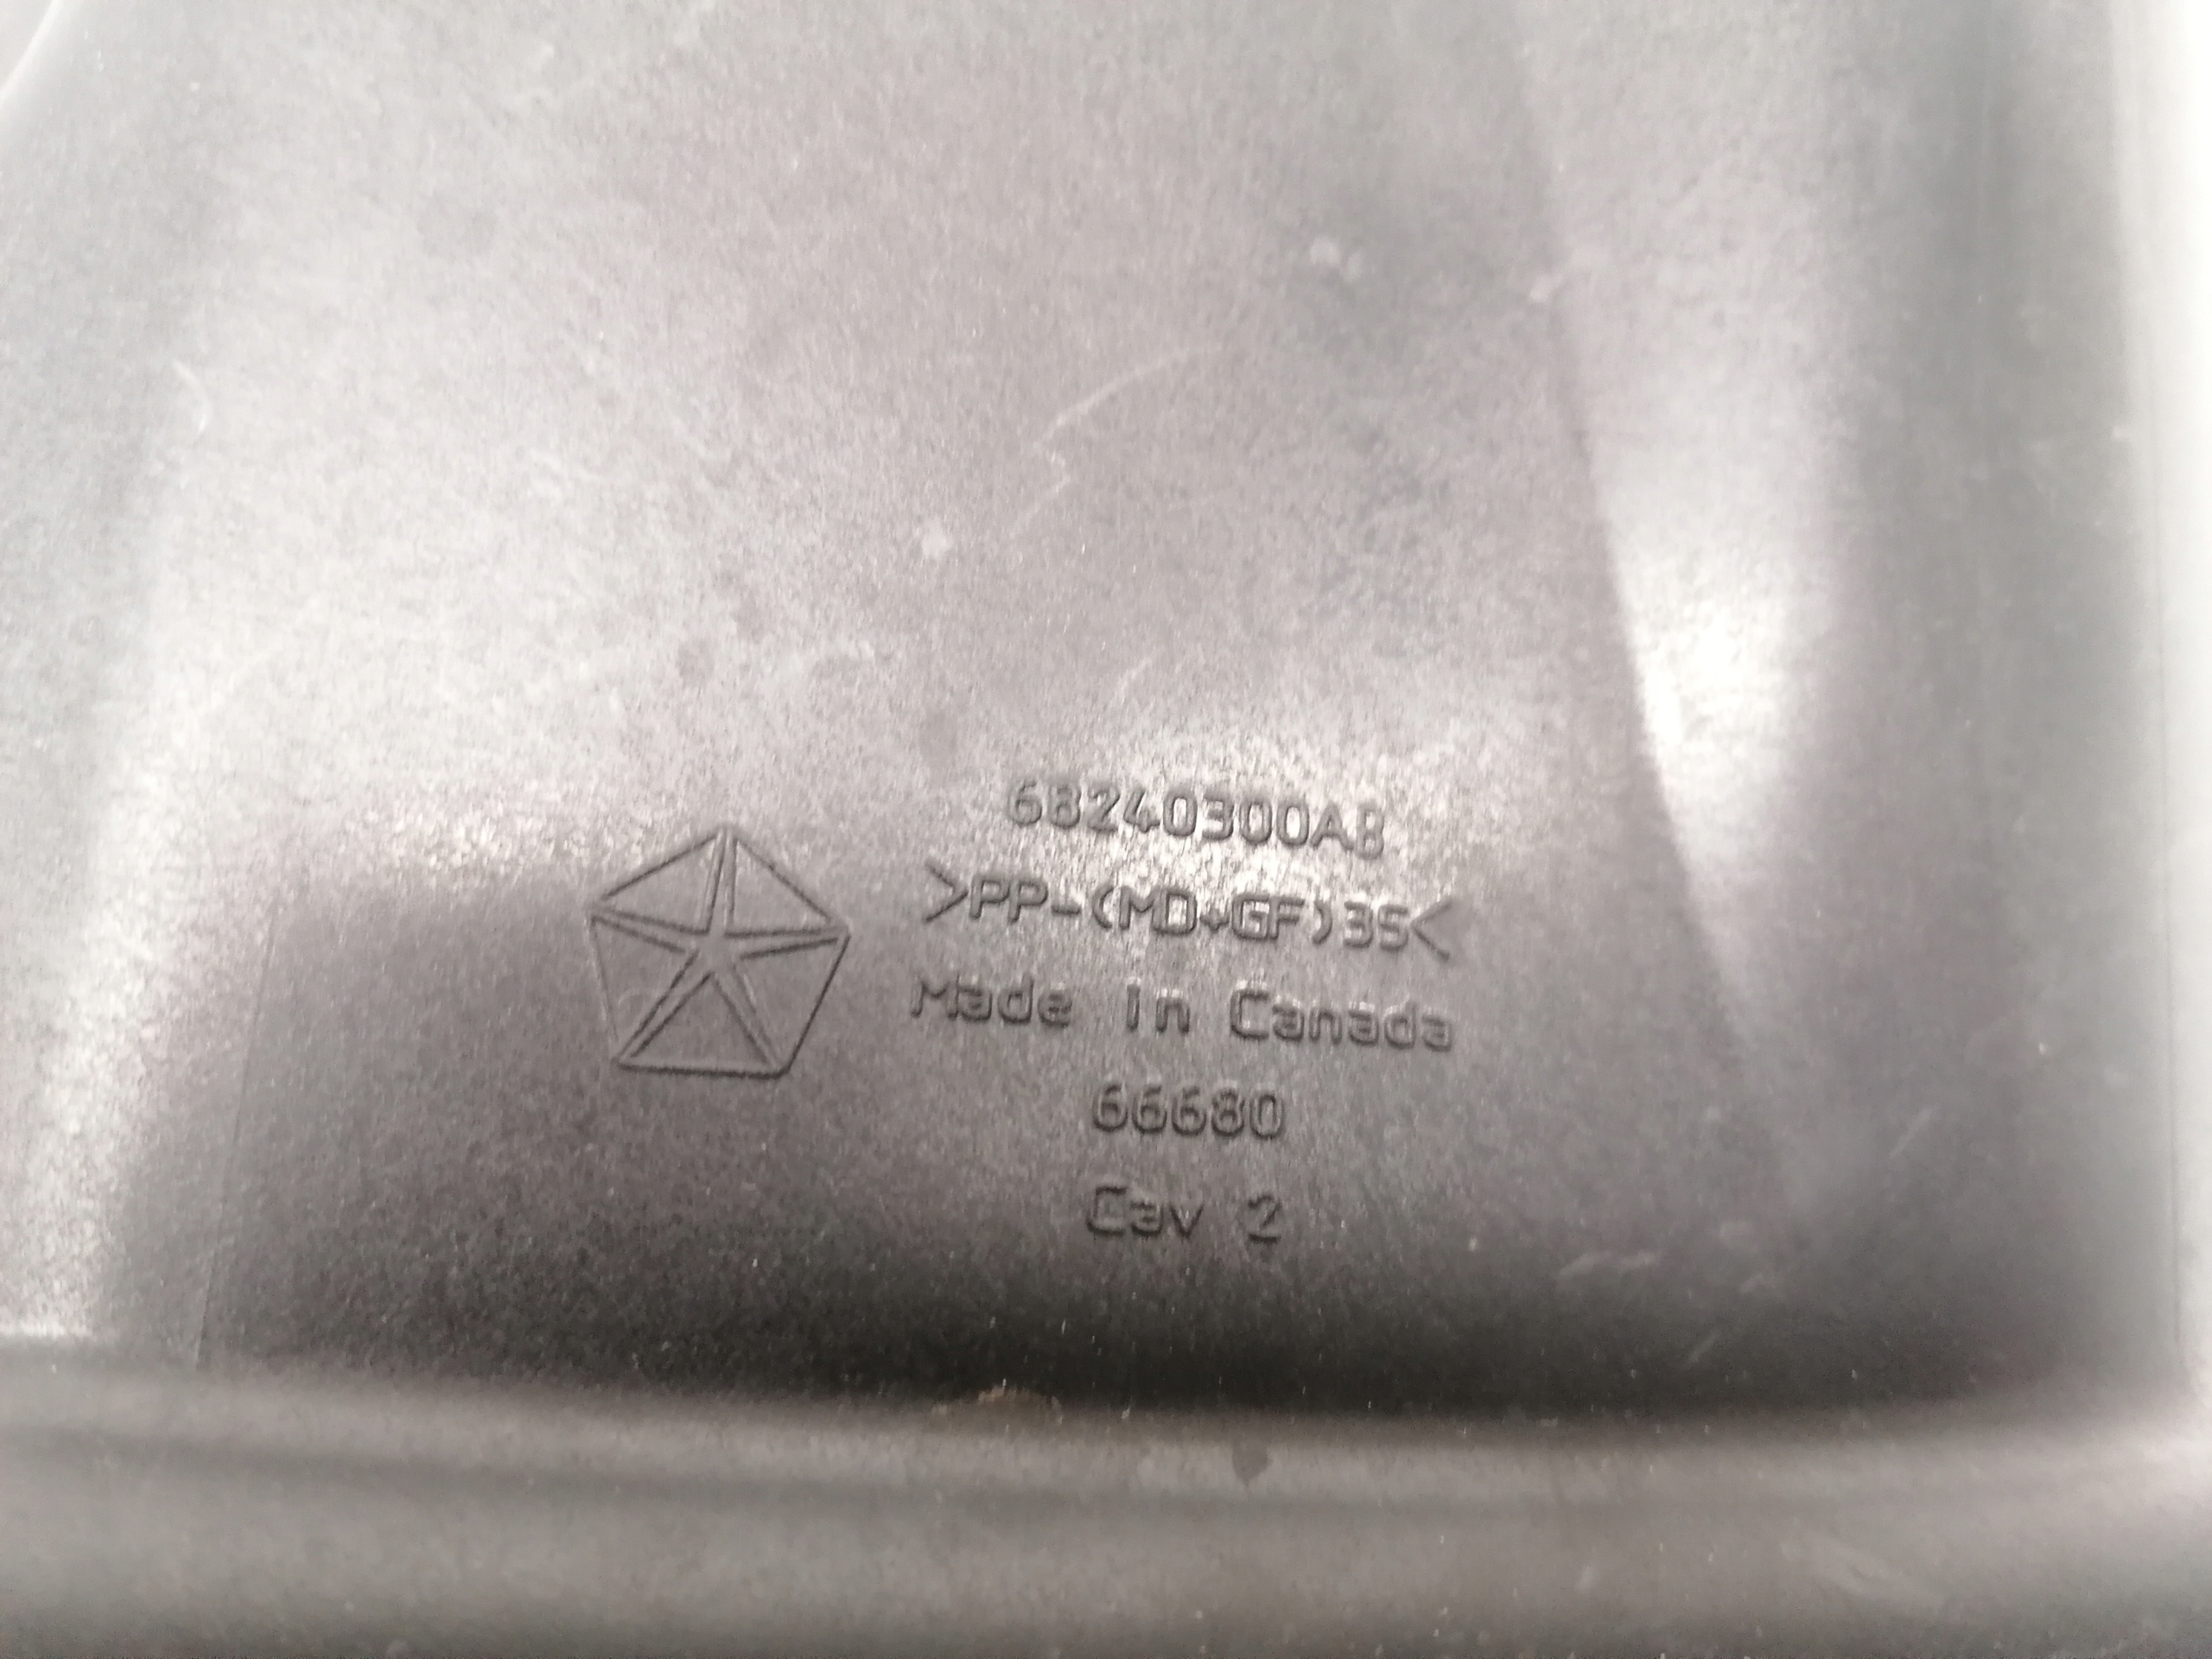 68240300AB
>PP-(MD+GF)35<
Made in Canada
66680
Cav 2